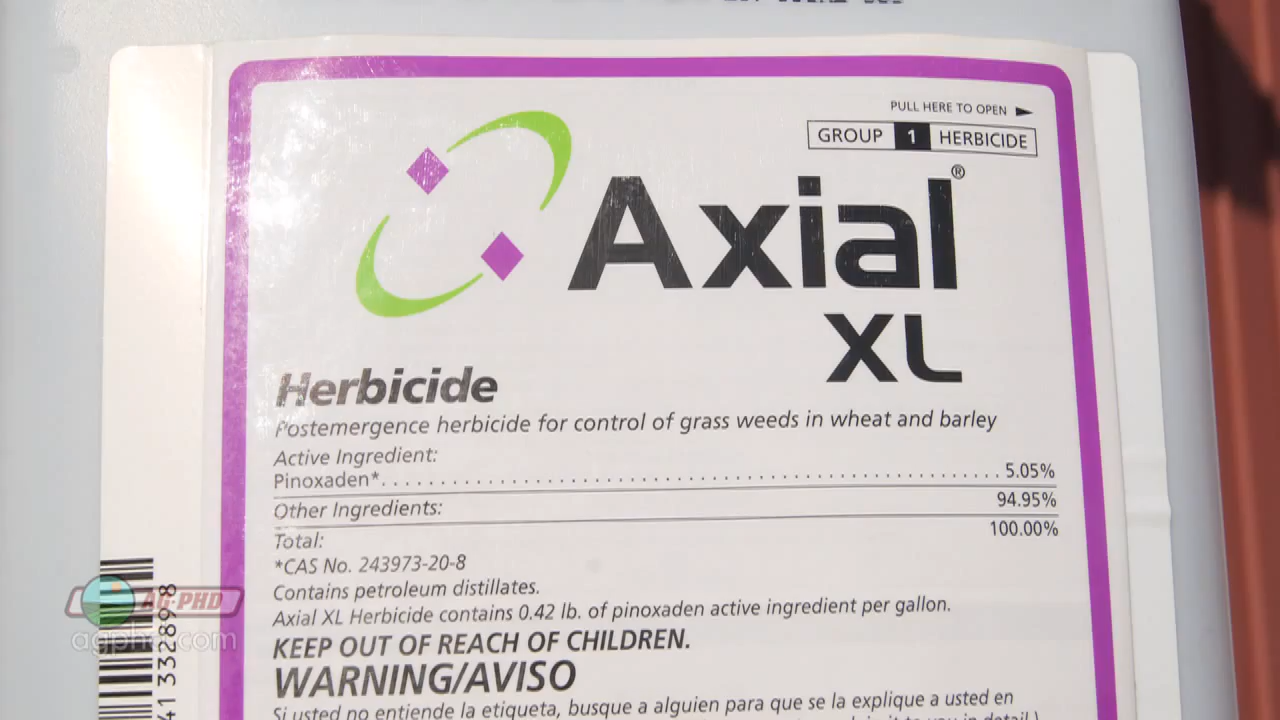 PULL HERE TO OPEN
GROUP 1 HERBICIDE
Axial®
XL
Herbicide
Postemergence herbicide for control of grass weeds in wheat and barley
Active Ingredient:
Pinoxaden*. . . . . . . . . . . . . . . . . . . . . . . . . . . . . . . . . . . . . . . . . . . . . . . . . . . . 5.05%
Other Ingredients: 94.95%
Total: 100.00%
*CAS No. 243973-20-8
Contains petroleum distillates.
Axial XL Herbicide contains 0.42 lb. of pinoxaden active ingredient per gallon.
KEEP OUT OF REACH OF CHILDREN.
WARNING/AVISO
Si usted no entiende la etiqueta, busque a alguien para que se la explique a usted en
AG PHD
agphd.com